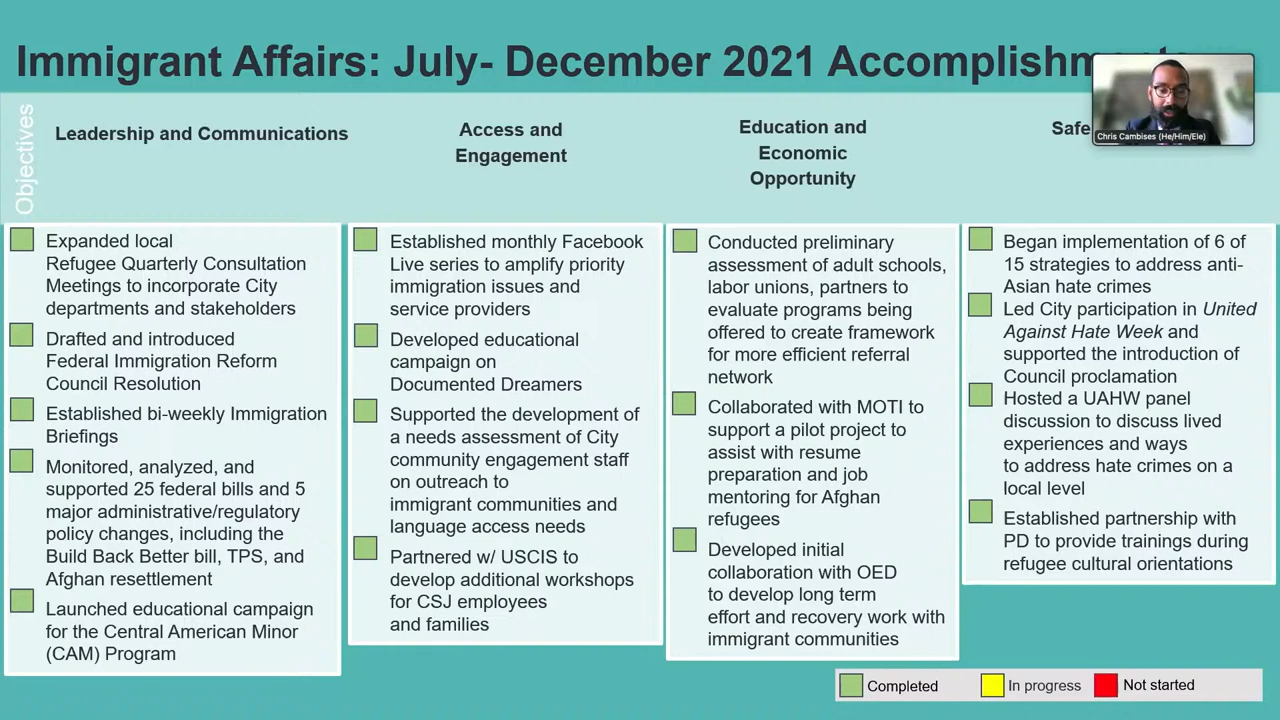 Immigrant Affairs: July- December 2021 Accomplishments
Chris Cambises (He/Him/Ele)
Objectives
Leadership and Communications
Access and
Engagement
Education and
Economic
Opportunity
Expanded local
Refugee Quarterly Consultation
Meetings to incorporate City
departments and stakeholders
Drafted and introduced
Federal Immigration Reform
Council Resolution
Established bi-weekly Immigration
Briefings
Monitored, analyzed, and
supported 25 federal bills and 5
major administrative/regulatory
policy changes, including the
Build Back Better bill, TPS, and
Afghan resettlement
Launched educational campaign
for the Central American Minor
(CAM) Program
Established monthly Facebook
Live series to amplify priority
immigration issues and
service providers
Developed educational
campaign on
Documented Dreamers
Supported the development of
a needs assessment of City
community engagement staff
on outreach to
immigrant communities and
language access needs
Partnered w/ USCIS to
develop additional workshops
for CSJ employees
and families
Conducted preliminary
assessment of adult schools,
labor unions, partners to
evaluate programs being
offered to create framework
for more efficient referral
network
Collaborated with MOTI to
support a pilot project to
assist with resume
preparation and job
mentoring for Afghan
refugees
Developed initial
collaboration with OED
to develop long term
effort and recovery work with
immigrant communities
Began implementation of 6 of
15 strategies to address anti-
Asian hate crimes
Led City participation in United
Against Hate Week and
supported the introduction of
Council proclamation
Hosted a UAHW panel
discussion to discuss lived
experiences and ways
to address hate crimes on a
local level
Established partnership with
PD to provide trainings during
refugee cultural orientations
Completed
In progress
Not started